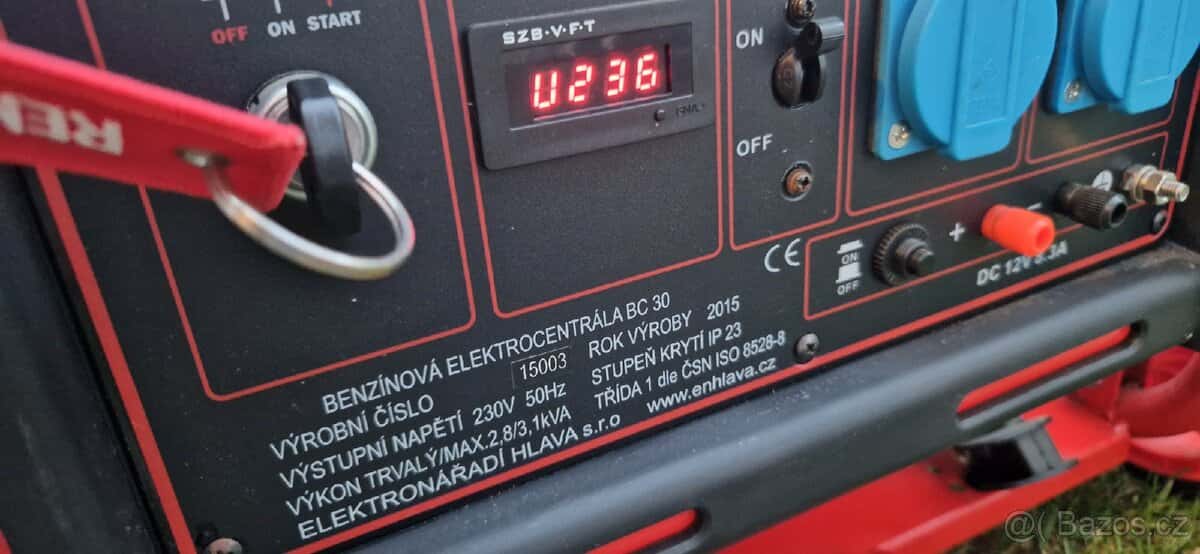 OFF ON START
REM
SZB·V·F·T
U236
ON
OFF
CE
ON
OFF
+ −
DC 12V 8.3A
BENZÍNOVÁ ELEKTROCENTRÁLA BC 30
VÝROBNÍ ČÍSLO 15003 ROK VÝROBY 2015
VÝSTUPNÍ NAPĚTÍ 230V 50Hz STUPEŇ KRYTÍ IP 23
VÝKON TRVALÝ/MAX.2,8/3,1kVA TŘÍDA 1 dle ČSN ISO 8528-8
ELEKTRONÁŘADÍ HLAVA s.r.o www.enhlava.cz
Bazos.cz